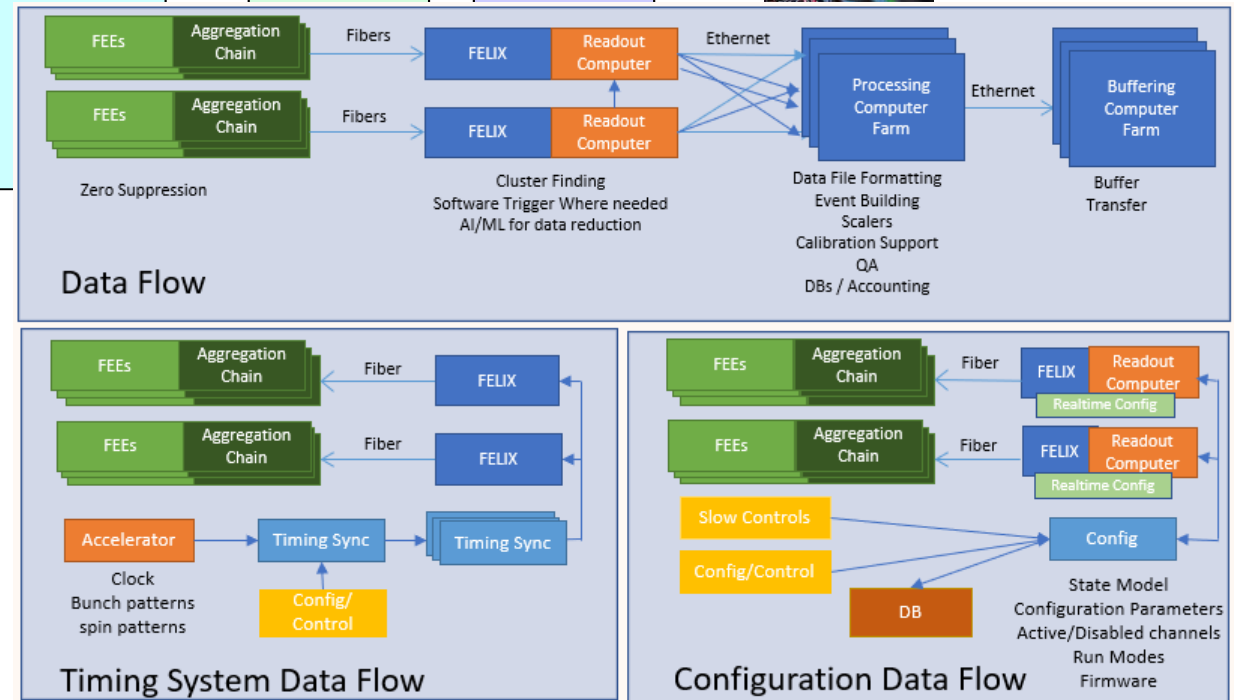 FEEs
Aggregation
Chain
Fibers
FELIX
Readout
Computer
Ethernet
Processing
Computer
Farm
Ethernet
Buffering
Computer
Farm
FEEs
Aggregation
Chain
Fibers
FELIX
Readout
Computer
Zero Suppression
Cluster Finding
Software Trigger Where needed
AI/ML for data reduction
Data File Formatting
Event Building
Scalers
Calibration Support
QA
DBs / Accounting
Buffer
Transfer
Data Flow
FEEs
Aggregation
Chain
Fiber
FELIX
FEEs
Aggregation
Chain
Fiber
FELIX
Accelerator
Timing Sync
Timing Sync
Clock
Bunch patterns
spin patterns
Config/
Control
Timing System Data Flow
FEEs
Aggregation
Chain
Fiber
FELIX
Readout
Computer
Realtime Config
FEEs
Aggregation
Chain
Fiber
FELIX
Readout
Computer
Realtime Config
Slow Controls
Config/Control
Config
DB
State Model
Configuration Parameters
Active/Disabled channels
Run Modes
Firmware
Configuration Data Flow